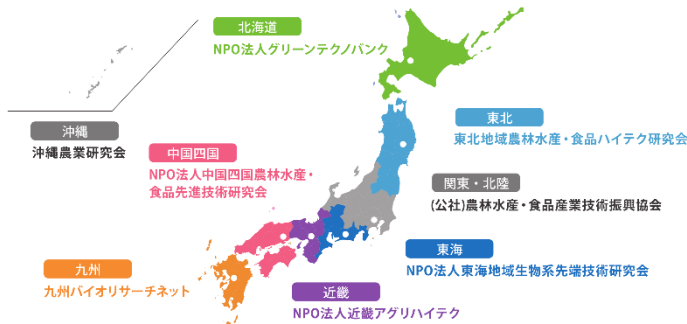 北海道
NPO法人グリーンテクノバンク
東北
東北地域農林水産・食品ハイテク研究会
沖縄
沖縄農業研究会
中国四国
NPO法人中国四国農林水産・
食品先進技術研究会
関東・北陸
(公社)農林水産・食品産業技術振興協会
東海
NPO法人東海地域生物系先端技術研究会
九州
九州バイオリサーチネット
近畿
NPO法人近畿アグリハイテク